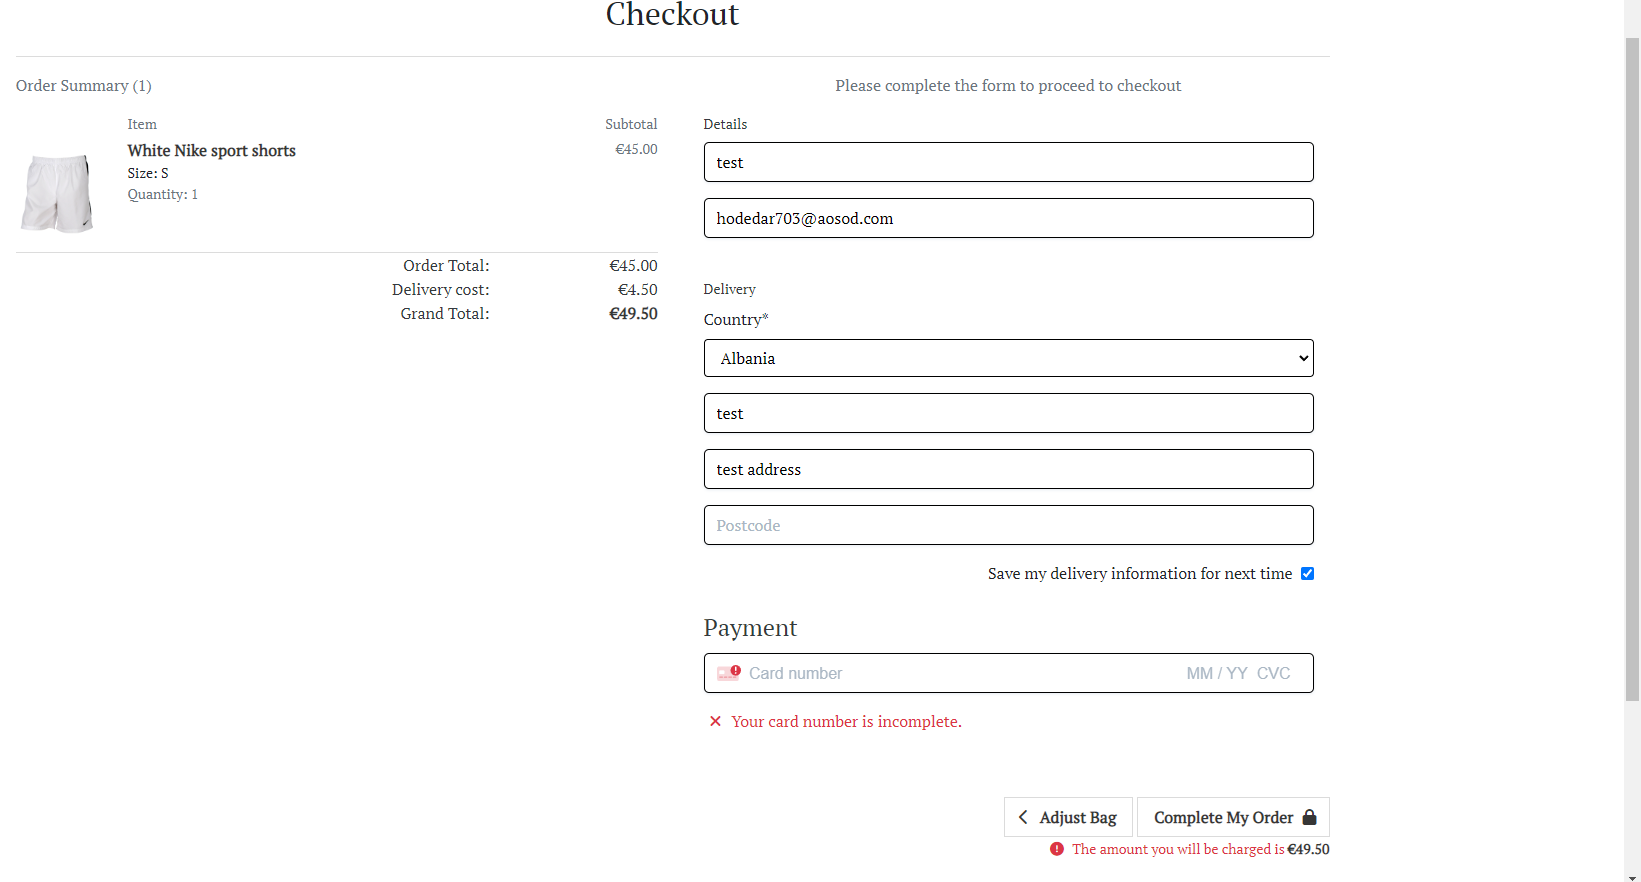 Checkout
Order Summary (1)
Item
Subtotal
White Nike sport shorts
€45.00
Size: S
Quantity: 1
Order Total: €45.00
Delivery cost: €4.50
Grand Total: €49.50
Please complete the form to proceed to checkout
Details
test
hodedar703@aosod.com
Delivery
Country*
Albania
test
test address
Postcode
Save my delivery information for next time
Payment
Card number MM / YY CVC
Your card number is incomplete.
Adjust Bag
Complete My Order
The amount you will be charged is €49.50